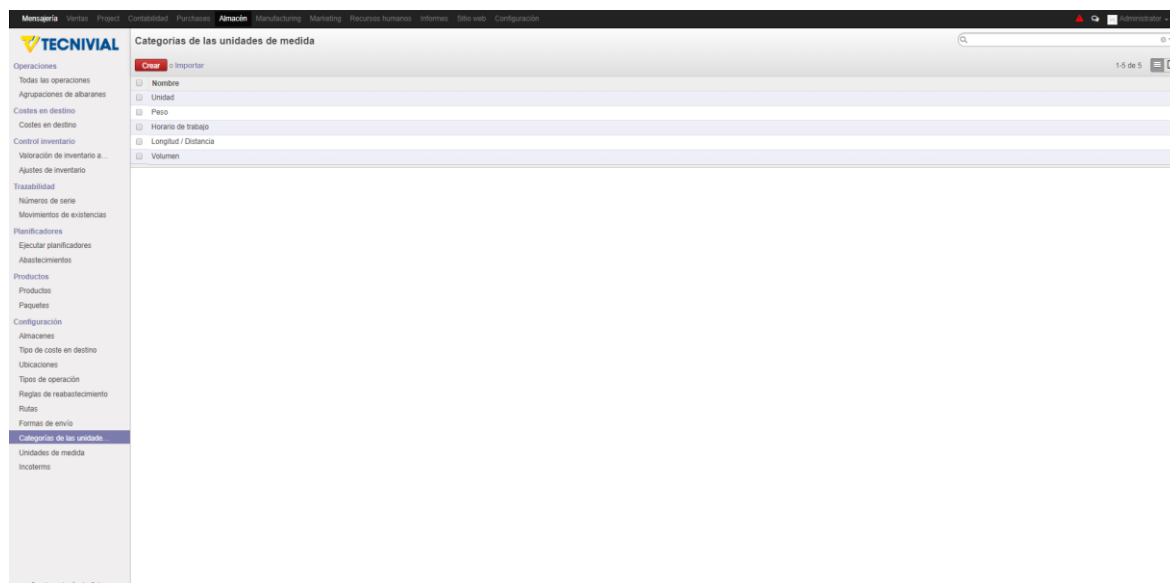 Mensajería Ventas Project Contabilidad Purchases Almacén Manufacturing Marketing Recursos humanos Informes Sitio web Configuración Administrator
TECNIVIAL
Categorías de las unidades de medida
Crear o Importar
1-5 de 5
Nombre
Unidad
Peso
Horario de trabajo
Longitud / Distancia
Volumen
Operaciones
Todas las operaciones
Agrupaciones de albaranes
Costes en destino
Costes en destino
Control inventario
Valoración de inventario a...
Ajustes de inventario
Trazabilidad
Números de serie
Movimientos de existencias
Planificadores
Ejecutar planificadores
Abastecimientos
Productos
Productos
Paquetes
Configuración
Almacenes
Tipo de coste en destino
Ubicaciones
Tipos de operación
Reglas de reabastecimiento
Rutas
Formas de envío
Categorías de las unidade...
Unidades de medida
Incoterms